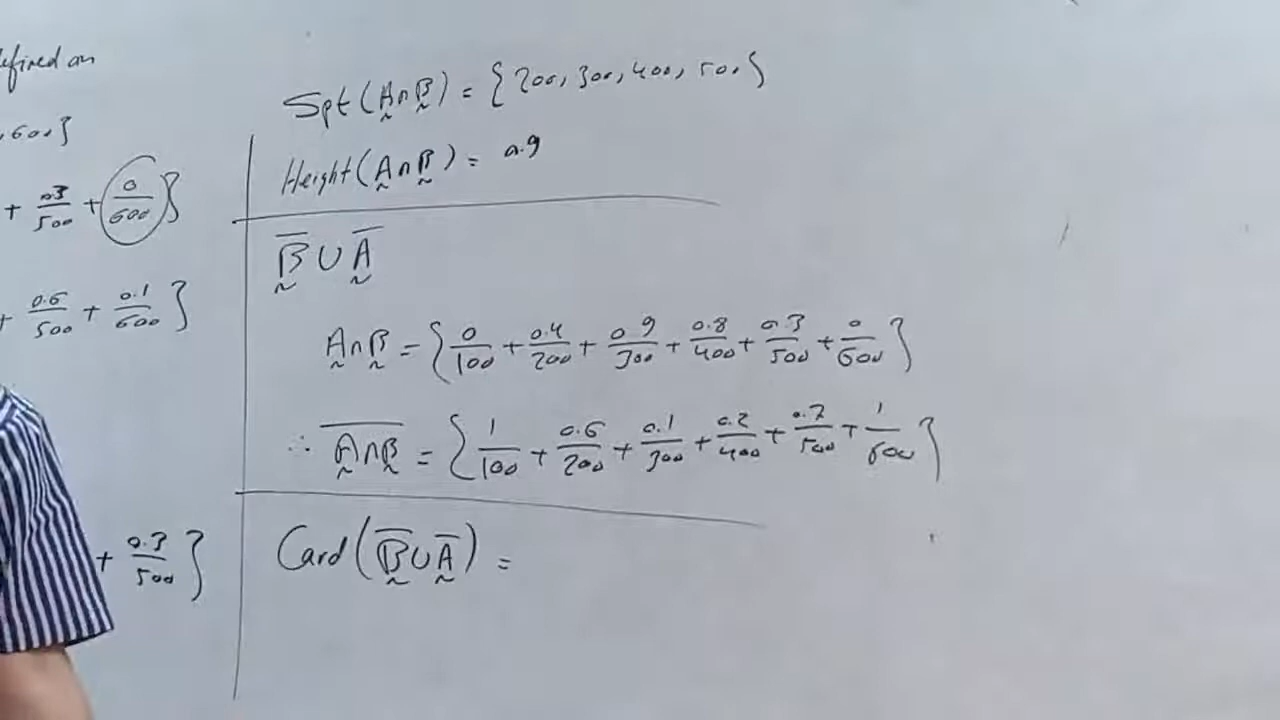 defined on
, 600}
+ 0.3/500 + 0/600}
+ 0.6/500 + 0.1/600}
+ 0.3/500}
Spt(A̰∩B̰) = {200, 300, 400, 500}
Height(A̰∩B̰) = 0.9
B̰̅ ∪ A̰̅
A̰∩B̰ = {0/100 + 0.4/200 + 0.9/300 + 0.8/400 + 0.3/500 + 0/600}
∴ A̰̅∩̅B̰̅ = {1/100 + 0.6/200 + 0.1/300 + 0.2/400 + 0.7/500 + 1/600}
Card(B̰̅∪A̰̅) =